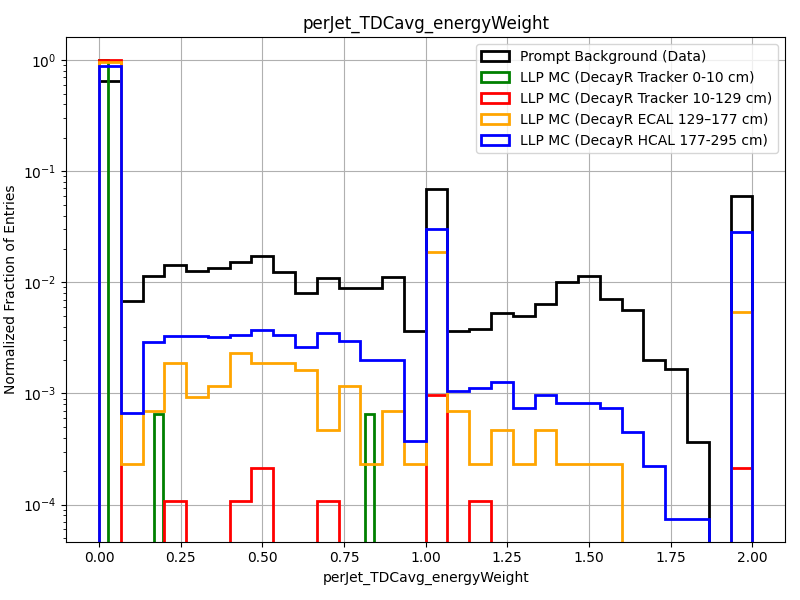 perJet_TDCavg_energyWeight
Prompt Background (Data)
LLP MC (DecayR Tracker 0-10 cm)
LLP MC (DecayR Tracker 10-129 cm)
LLP MC (DecayR ECAL 129–177 cm)
LLP MC (DecayR HCAL 177-295 cm)
Normalized Fraction of Entries
10⁰
10⁻¹
10⁻²
10⁻³
10⁻⁴
0.00 0.25 0.50 0.75 1.00 1.25 1.50 1.75 2.00
perJet_TDCavg_energyWeight